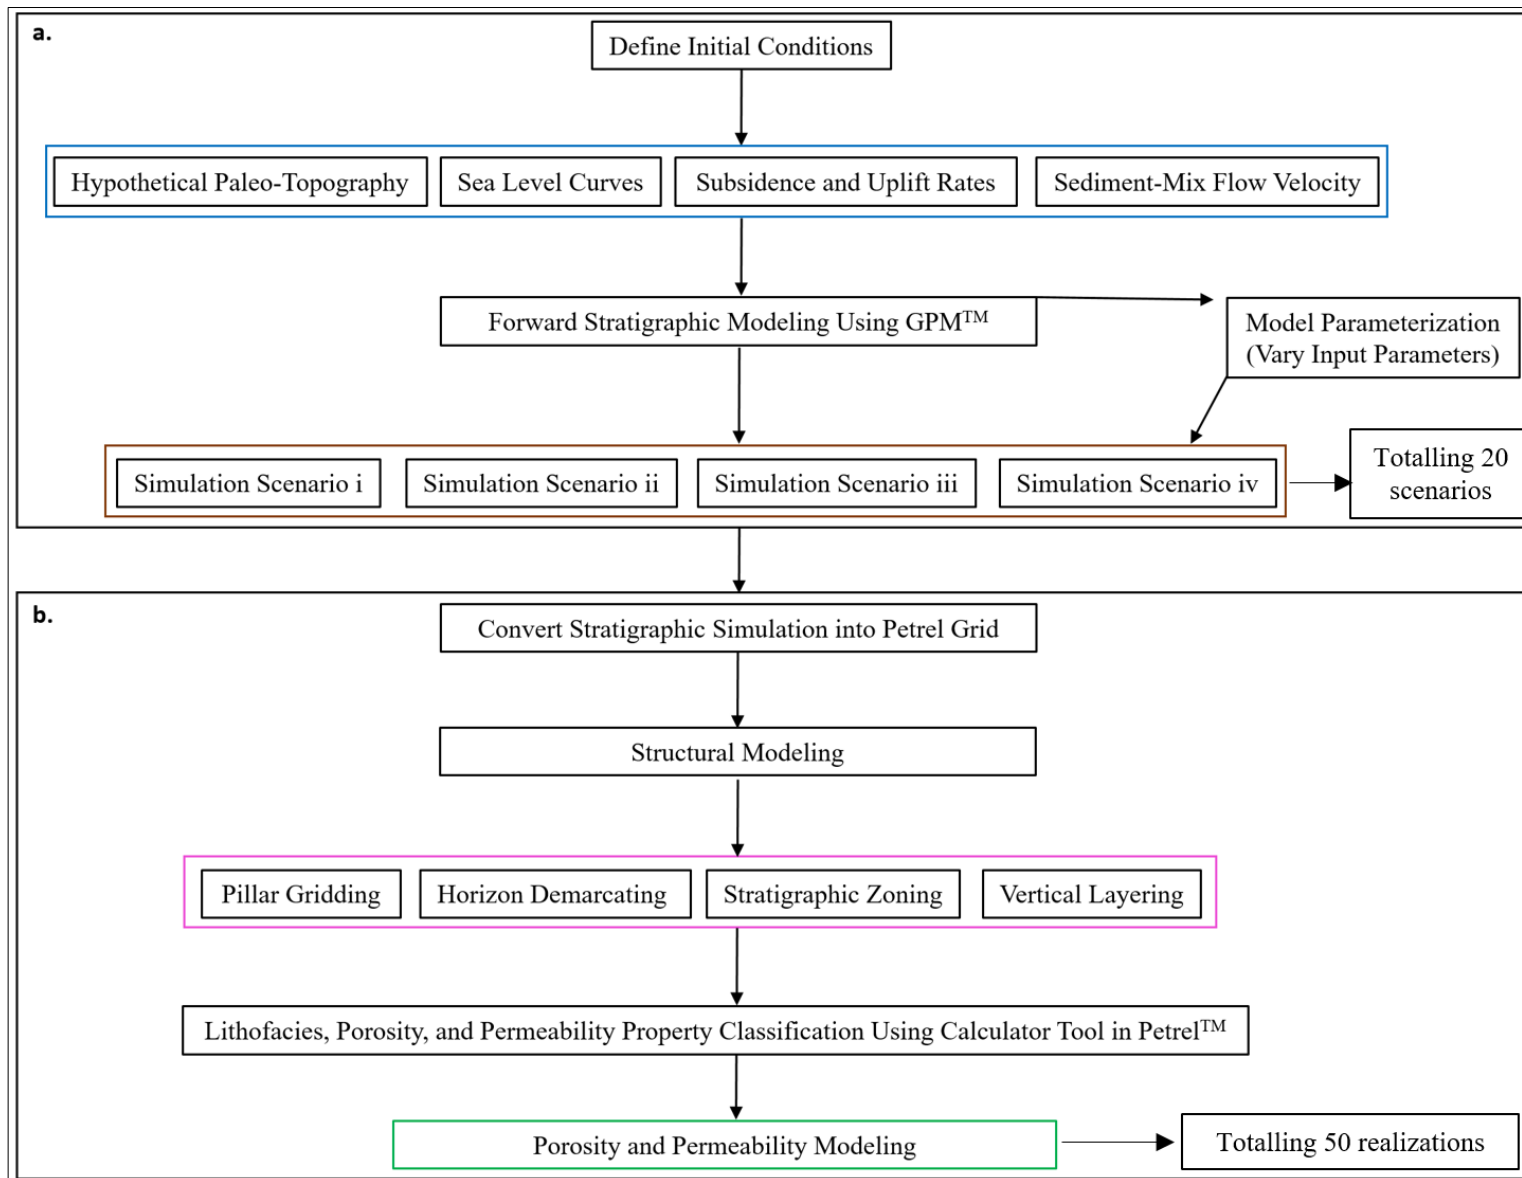 a.
Define Initial Conditions
Hypothetical Paleo-Topography
Sea Level Curves
Subsidence and Uplift Rates
Sediment-Mix Flow Velocity
Forward Stratigraphic Modeling Using GPM™
Model Parameterization
(Vary Input Parameters)
Simulation Scenario i
Simulation Scenario ii
Simulation Scenario iii
Simulation Scenario iv
Totalling 20
scenarios
b.
Convert Stratigraphic Simulation into Petrel Grid
Structural Modeling
Pillar Gridding
Horizon Demarcating
Stratigraphic Zoning
Vertical Layering
Lithofacies, Porosity, and Permeability Property Classification Using Calculator Tool in Petrel™
Porosity and Permeability Modeling
Totalling 50 realizations